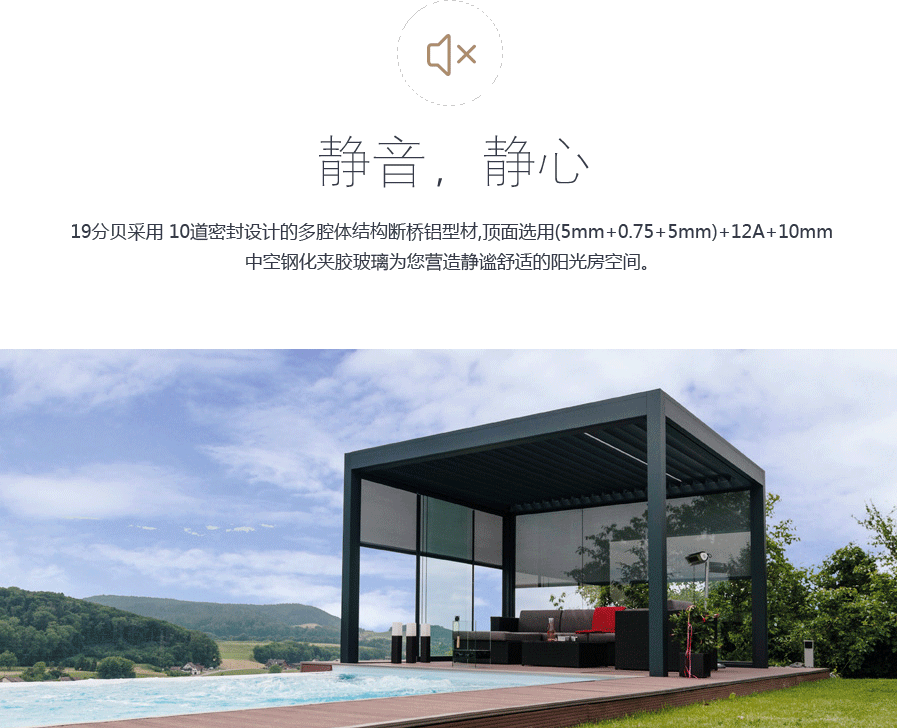 静音，静心
19分贝采用 10道密封设计的多腔体结构断桥铝型材,顶面选用(5mm+0.75+5mm)+12A+10mm
中空钢化夹胶玻璃为您营造静谧舒适的阳光房空间。